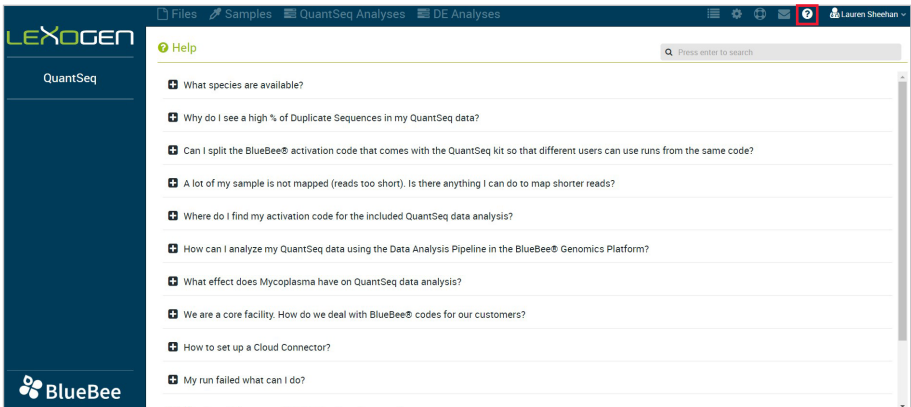 Files Samples QuantSeq Analyses DE Analyses Lauren Sheehan
LEXOGEN
QuantSeq
Help
Press enter to search
What species are available?
Why do I see a high % of Duplicate Sequences in my QuantSeq data?
Can I split the BlueBee® activation code that comes with the QuantSeq kit so that different users can use runs from the same code?
A lot of my sample is not mapped (reads too short). Is there anything I can do to map shorter reads?
Where do I find my activation code for the included QuantSeq data analysis?
How can I analyze my QuantSeq data using the Data Analysis Pipeline in the BlueBee® Genomics Platform?
What effect does Mycoplasma have on QuantSeq data analysis?
We are a core facility. How do we deal with BlueBee® codes for our customers?
How to set up a Cloud Connector?
My run failed what can I do?
BlueBee